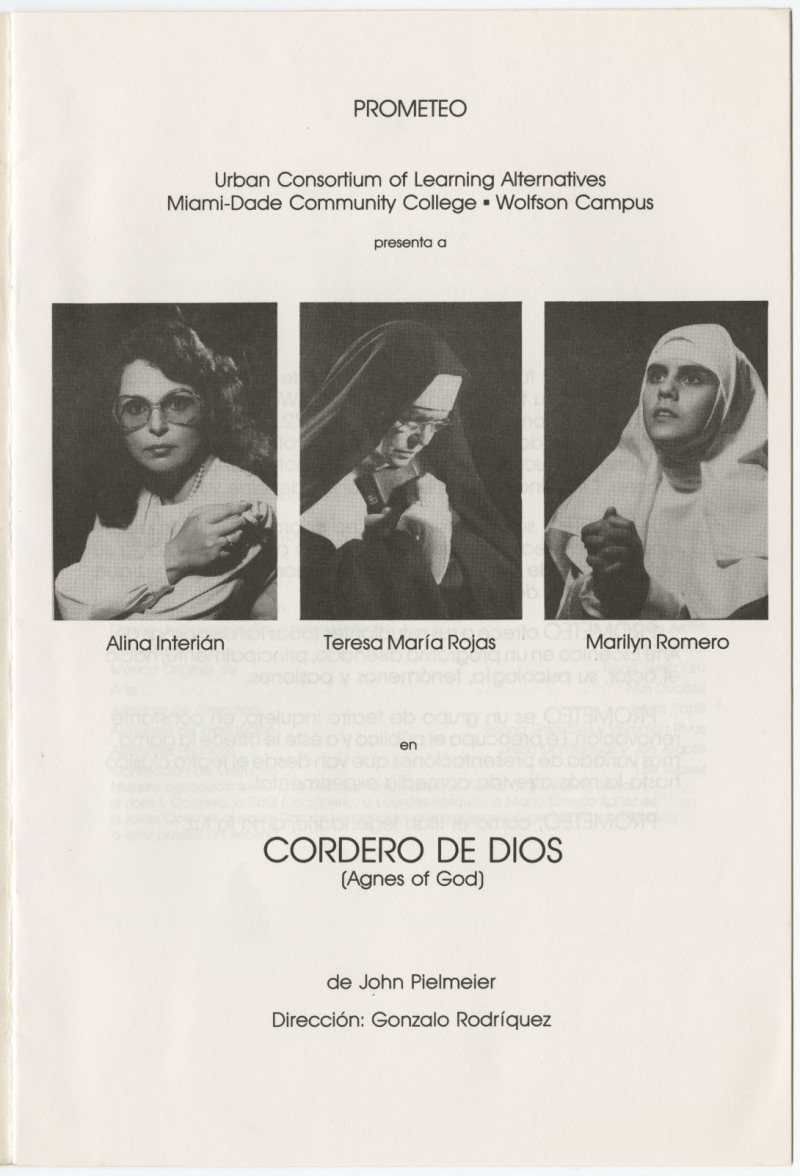 PROMETEO
Urban Consortium of Learning Alternatives
Miami-Dade Community College ▪ Wolfson Campus
presenta a
Alina Interián
Teresa María Rojas
Marilyn Romero
en
CORDERO DE DIOS
(Agnes of God)
de John Pielmeier
Dirección: Gonzalo Rodríquez